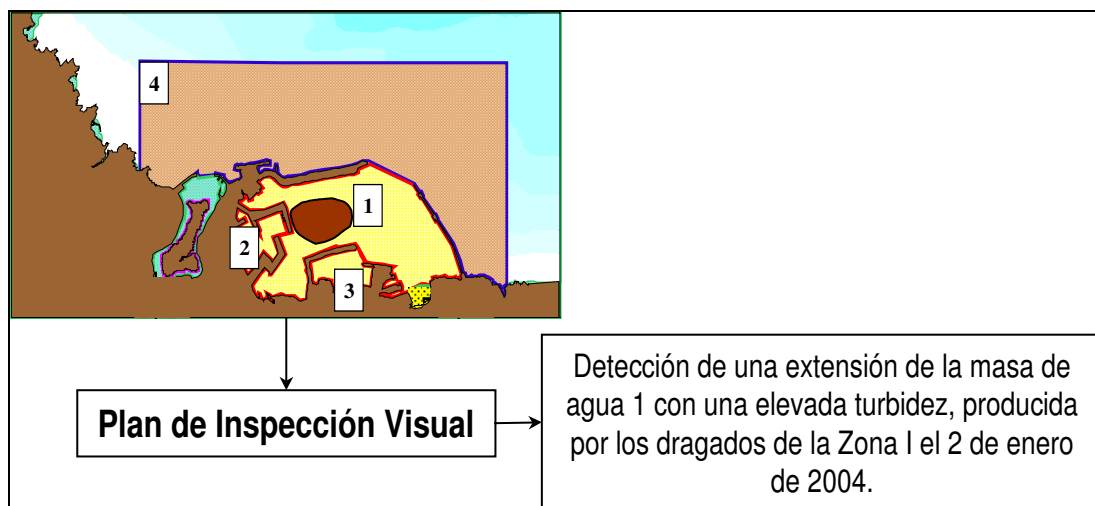 4
1
2
3
Plan de Inspección Visual
Detección de una extensión de la masa de
agua 1 con una elevada turbidez, producida
por los dragados de la Zona I el 2 de enero
de 2004.